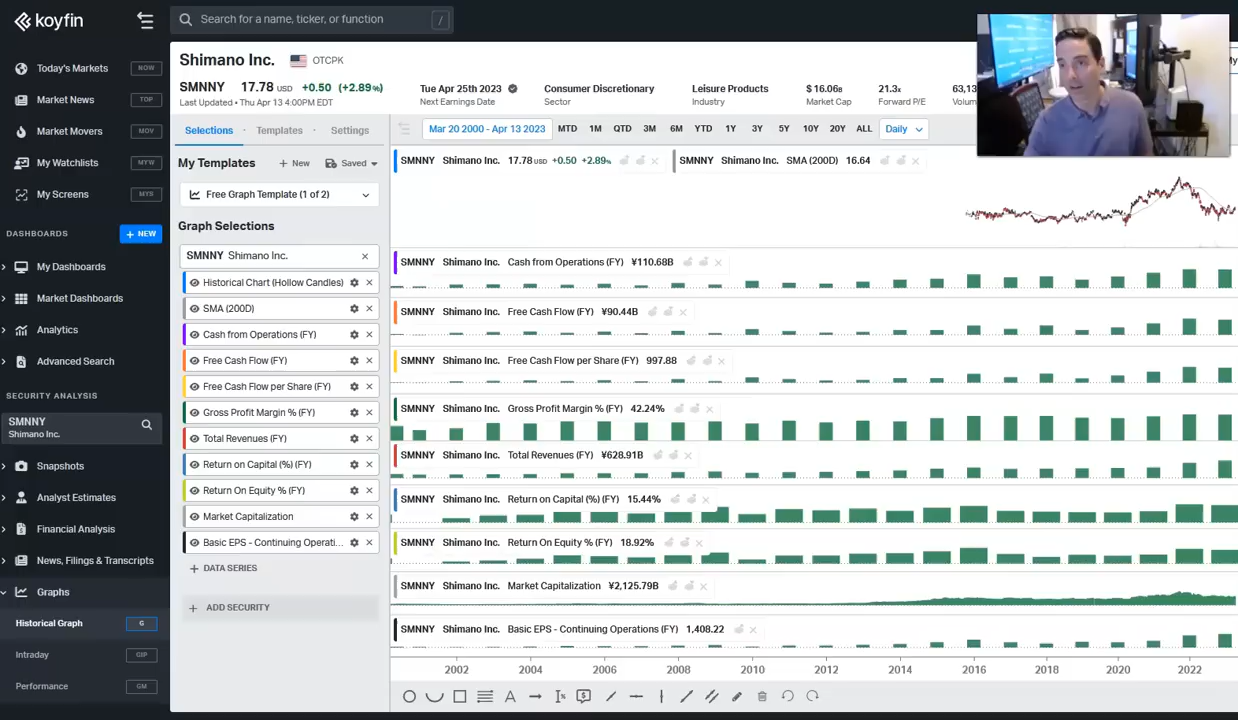 koyfin
Search for a name, ticker, or function
/
Today's Markets NOW
Market News TOP
Market Movers MOV
My Watchlists MYW
My Screens MYS
DASHBOARDS + NEW
My Dashboards
Market Dashboards
Analytics
Advanced Search
SECURITY ANALYSIS
SMNNY
Shimano Inc.
Snapshots
Analyst Estimates
Financial Analysis
News, Filings & Transcripts
Graphs
Historical Graph G
Intraday GIP
Performance GM
Shimano Inc. OTCPK
SMNNY 17.78 USD +0.50 (+2.89%)
Last Updated • Thu Apr 13 4:00PM EDT
Tue Apr 25th 2023
Next Earnings Date
Consumer Discretionary
Sector
Leisure Products
Industry
$ 16.06B
Market Cap
21.3x
Forward P/E
63,13
Volum
My
Selections Templates Settings
My Templates + New Saved
Free Graph Template (1 of 2)
Graph Selections
SMNNY Shimano Inc. ×
Historical Chart (Hollow Candles)
SMA (200D)
Cash from Operations (FY)
Free Cash Flow (FY)
Free Cash Flow per Share (FY)
Gross Profit Margin % (FY)
Total Revenues (FY)
Return on Capital (%) (FY)
Return On Equity % (FY)
Market Capitalization
Basic EPS - Continuing Operati...
+ DATA SERIES
+ ADD SECURITY
Mar 20 2000 - Apr 13 2023 MTD 1M QTD 3M 6M YTD 1Y 3Y 5Y 10Y 20Y ALL Daily
SMNNY Shimano Inc. 17.78 USD +0.50 +2.89%
SMNNY Shimano Inc. SMA (200D) 16.64
SMNNY Shimano Inc. Cash from Operations (FY) ¥110.68B
SMNNY Shimano Inc. Free Cash Flow (FY) ¥90.44B
SMNNY Shimano Inc. Free Cash Flow per Share (FY) 997.88
SMNNY Shimano Inc. Gross Profit Margin % (FY) 42.24%
SMNNY Shimano Inc. Total Revenues (FY) ¥628.91B
SMNNY Shimano Inc. Return on Capital (%) (FY) 15.44%
SMNNY Shimano Inc. Return On Equity % (FY) 18.92%
SMNNY Shimano Inc. Market Capitalization ¥2,125.79B
SMNNY Shimano Inc. Basic EPS - Continuing Operations (FY) 1,408.22
2002 2004 2006 2008 2010 2012 2014 2016 2018 2020 2022